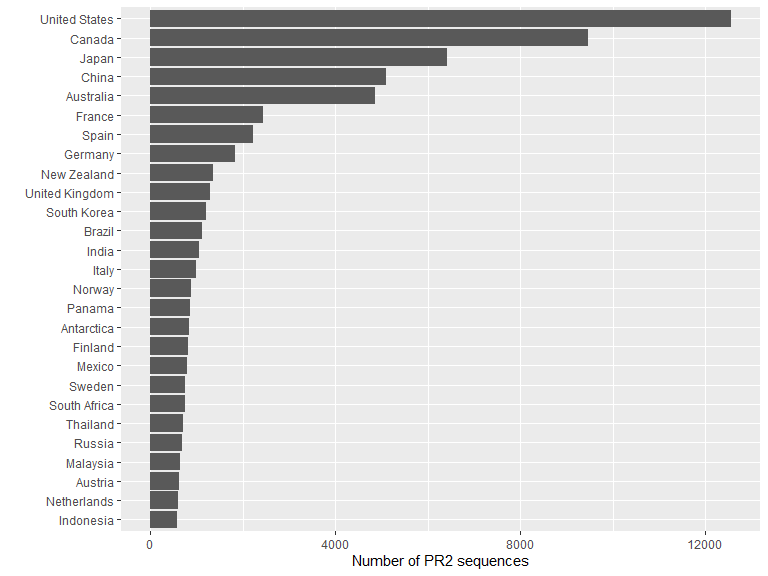 United States
Canada
Japan
China
Australia
France
Spain
Germany
New Zealand
United Kingdom
South Korea
Brazil
India
Italy
Norway
Panama
Antarctica
Finland
Mexico
Sweden
South Africa
Thailand
Russia
Malaysia
Austria
Netherlands
Indonesia
0 4000 8000 12000
Number of PR2 sequences